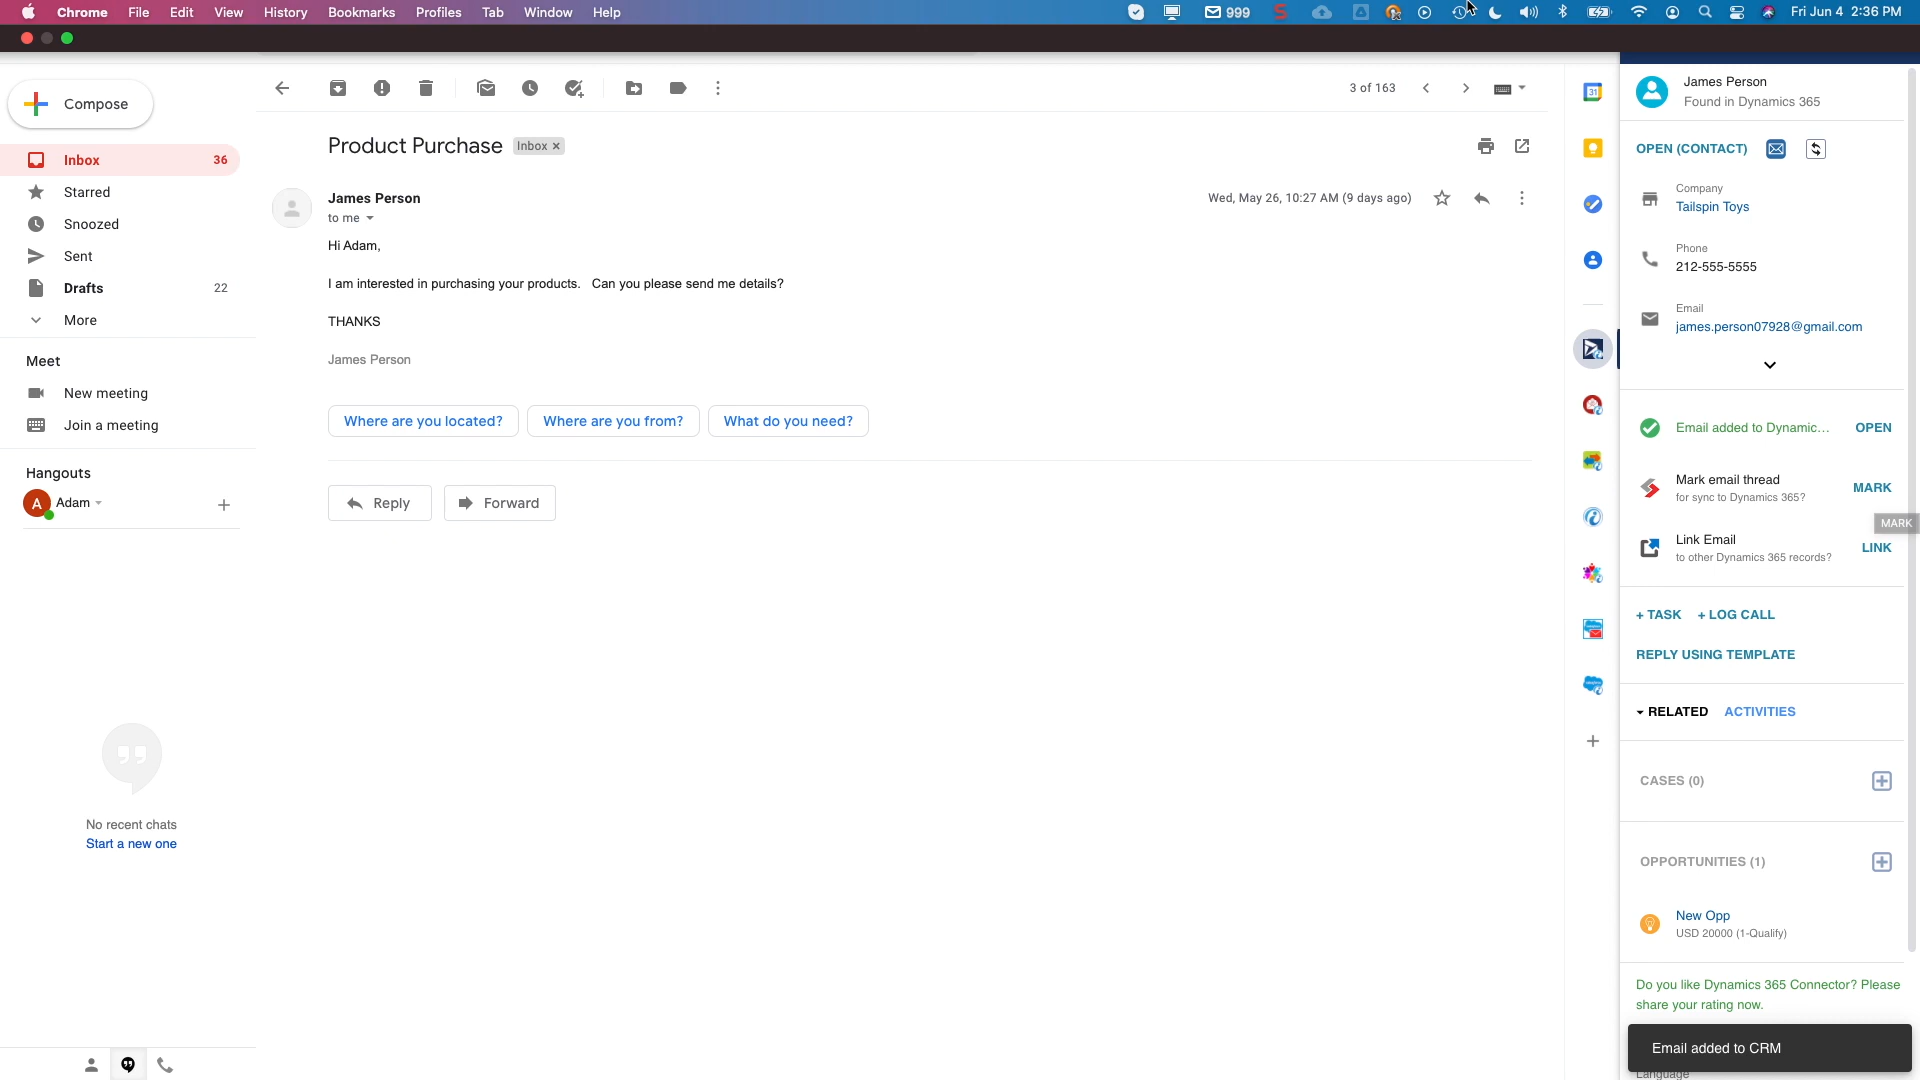 Chrome File Edit View History Bookmarks Profiles Tab Window Help 999 Fri Jun 4 2:36 PM
Compose
Inbox 36
Starred
Snoozed
Sent
Drafts 22
More
Meet
New meeting
Join a meeting
Hangouts
A Adam
No recent chats
Start a new one
3 of 163
Product Purchase Inbox ×
James Person Wed, May 26, 10:27 AM (9 days ago)
to me
Hi Adam,
I am interested in purchasing your products. Can you please send me details?
THANKS
James Person
Where are you located? Where are you from? What do you need?
Reply Forward
31
James Person
Found in Dynamics 365
OPEN (CONTACT)
Company
Tailspin Toys
Phone
212-555-5555
Email
james.person07928@gmail.com
Email added to Dynamic... OPEN
Mark email thread MARK
for sync to Dynamics 365?
MARK
Link Email LINK
to other Dynamics 365 records?
+ TASK + LOG CALL
REPLY USING TEMPLATE
RELATED ACTIVITIES
CASES (0)
OPPORTUNITIES (1)
New Opp
USD 20000 (1-Qualify)
Do you like Dynamics 365 Connector? Please
share your rating now.
Email added to CRM
Language